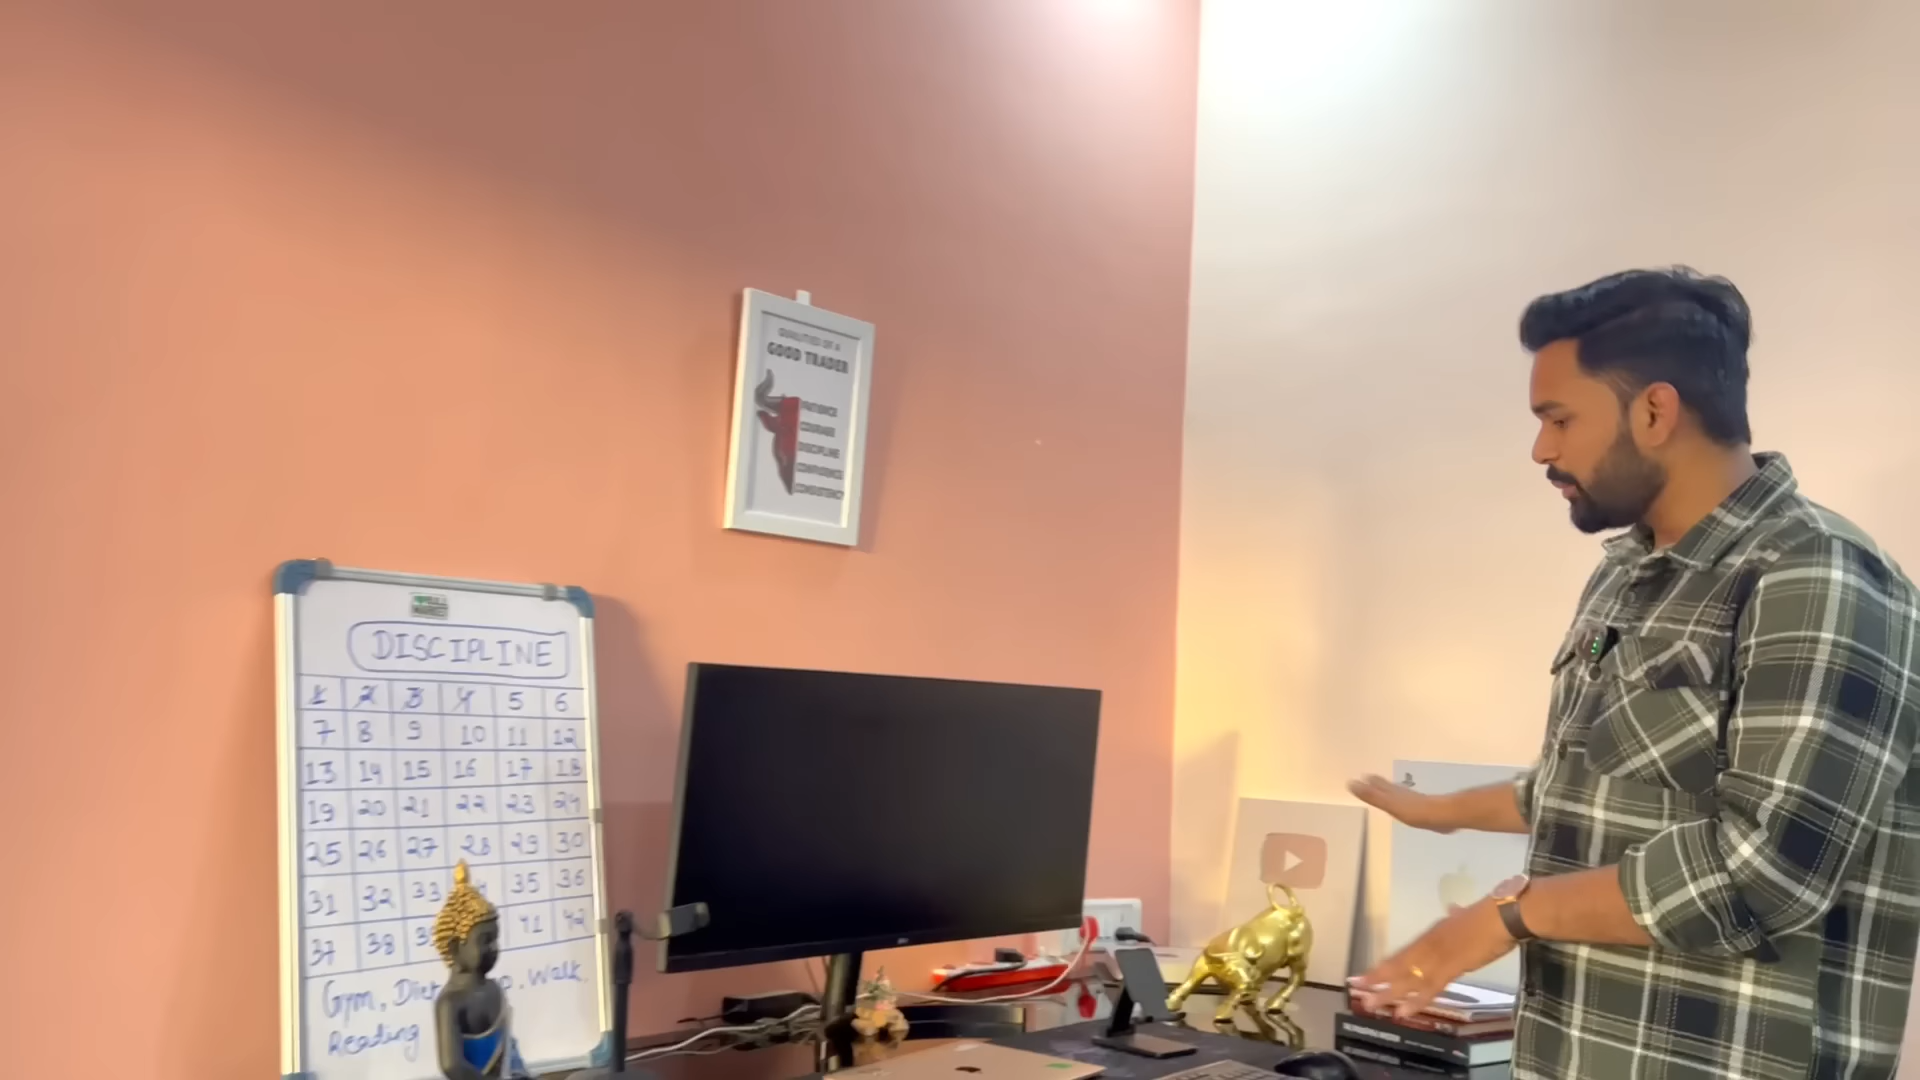 QUALITIES OF A
GOOD TRADER
PATIENCE
COURAGE
DISCIPLINE
CONFIDENCE
CONSISTENCY
DISCIPLINE
1 2 3 4 5 6
7 8 9 10 11 12
13 14 15 16 17 18
19 20 21 22 23 24
25 26 27 28 29 30
31 32 33 35 36
37 38 41 42
Gym, Diet, Walk,
Reading